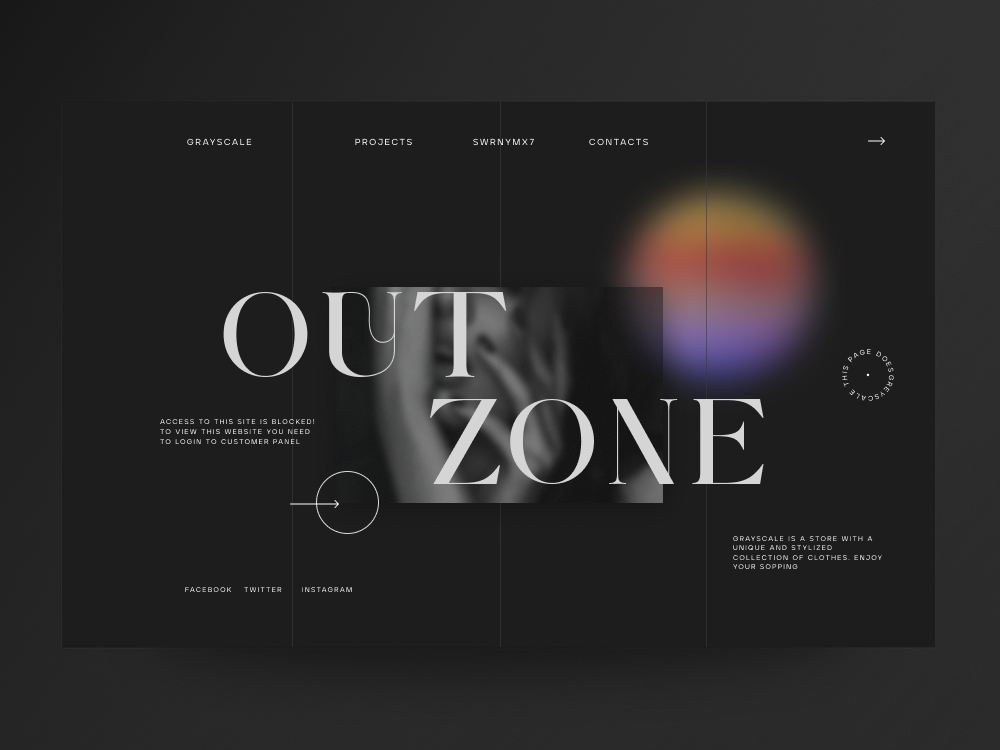 GRAYSCALE PROJECTS SWRNYMX7 CONTACTS
OUT
ZONE
THIS PAGE DOES GREYSCALE
ACCESS TO THIS SITE IS BLOCKED!
TO VIEW THIS WEBSITE YOU NEED
TO LOGIN TO CUSTOMER PANEL
GRAYSCALE IS A STORE WITH A
UNIQUE AND STYLIZED
COLLECTION OF CLOTHES. ENJOY
YOUR SOPPING
FACEBOOK TWITTER INSTAGRAM